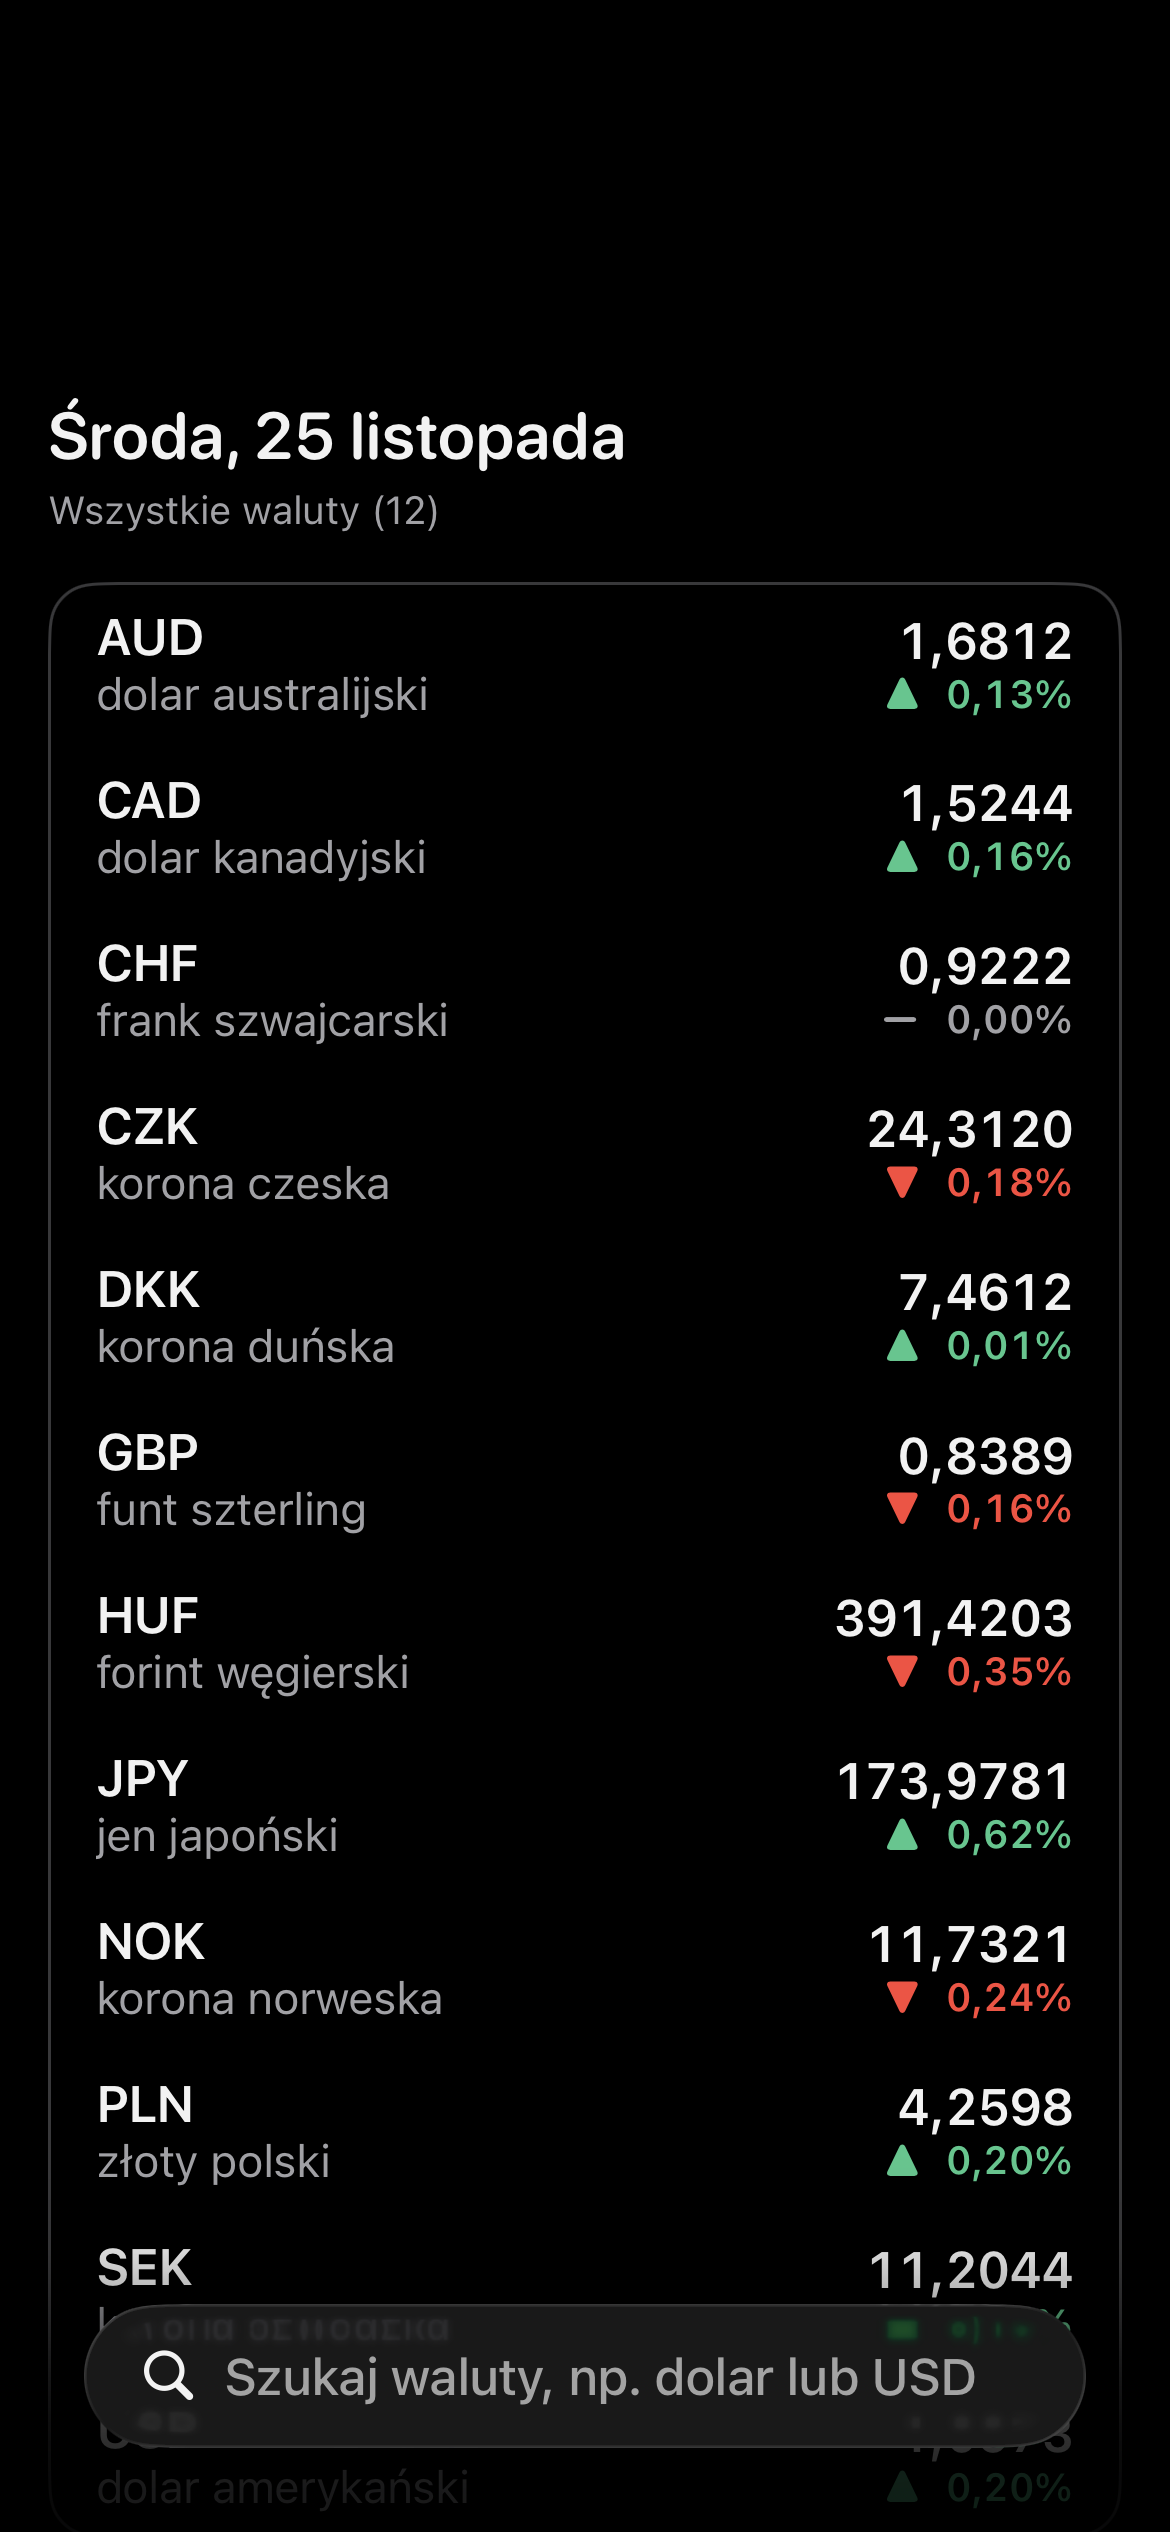 Środa, 25 listopada
Wszystkie waluty (12)
AUD
1,6812
dolar australijski
0,13%
CAD
1,5244
dolar kanadyjski
0,16%
CHF
0,9222
frank szwajcarski
0,00%
CZK
24,3120
korona czeska
0,18%
DKK
7,4612
korona duńska
0,01%
GBP
0,8389
funt szterling
0,16%
HUF
391,4203
forint węgierski
0,35%
JPY
173,9781
jen japoński
0,62%
NOK
11,7321
korona norweska
0,24%
PLN
4,2598
złoty polski
0,20%
SEK
11,2044
Szukaj waluty, np. dolar lub USD
dolar amerykański
0,20%